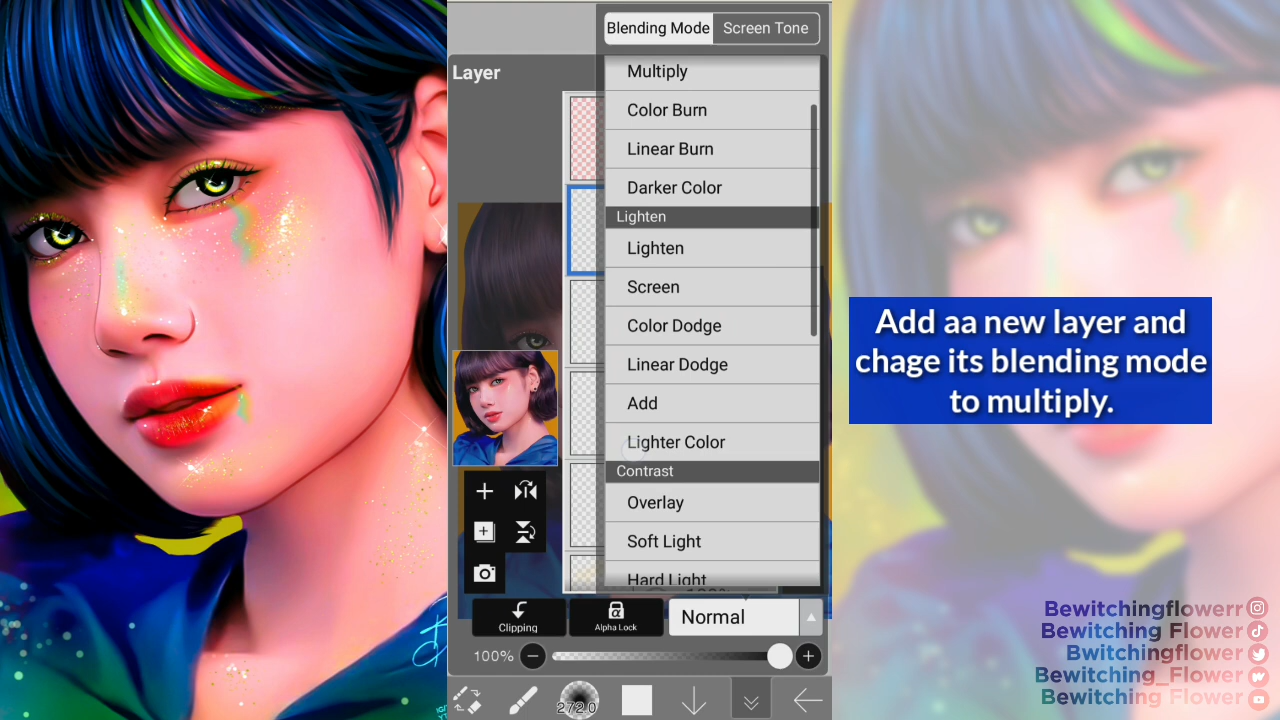 Blending Mode
Screen Tone
Layer
Multiply
Color Burn
Linear Burn
Darker Color
Lighten
Lighten
Screen
Color Dodge
Linear Dodge
Add
Lighter Color
Contrast
Overlay
Soft Light
Hard Light
Clipping
α
Alpha Lock
Normal
100%
272.0
Add aa new layer and
chage its blending mode
to multiply.
Bewitchingflowerr
Bewitching Flower
Bwitchingflower
Bewitching_Flower
Bewitching Flower